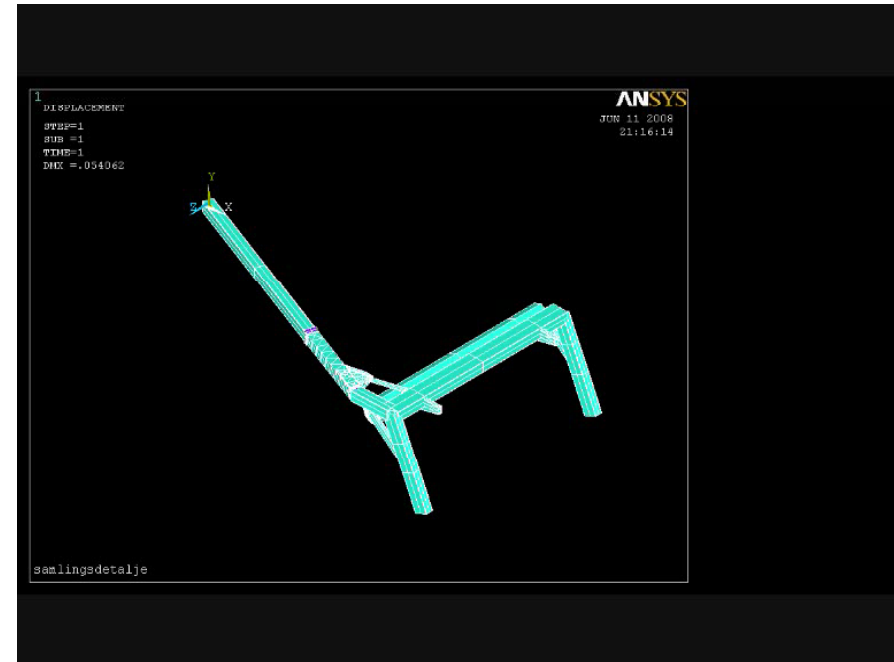 1
DISPLACEMENT
STEP=1
SUB =1
TIME=1
DMX =.054062
ANSYS
JUN 11 2008
21:16:14
Y
Z
X
samlingsdetalje